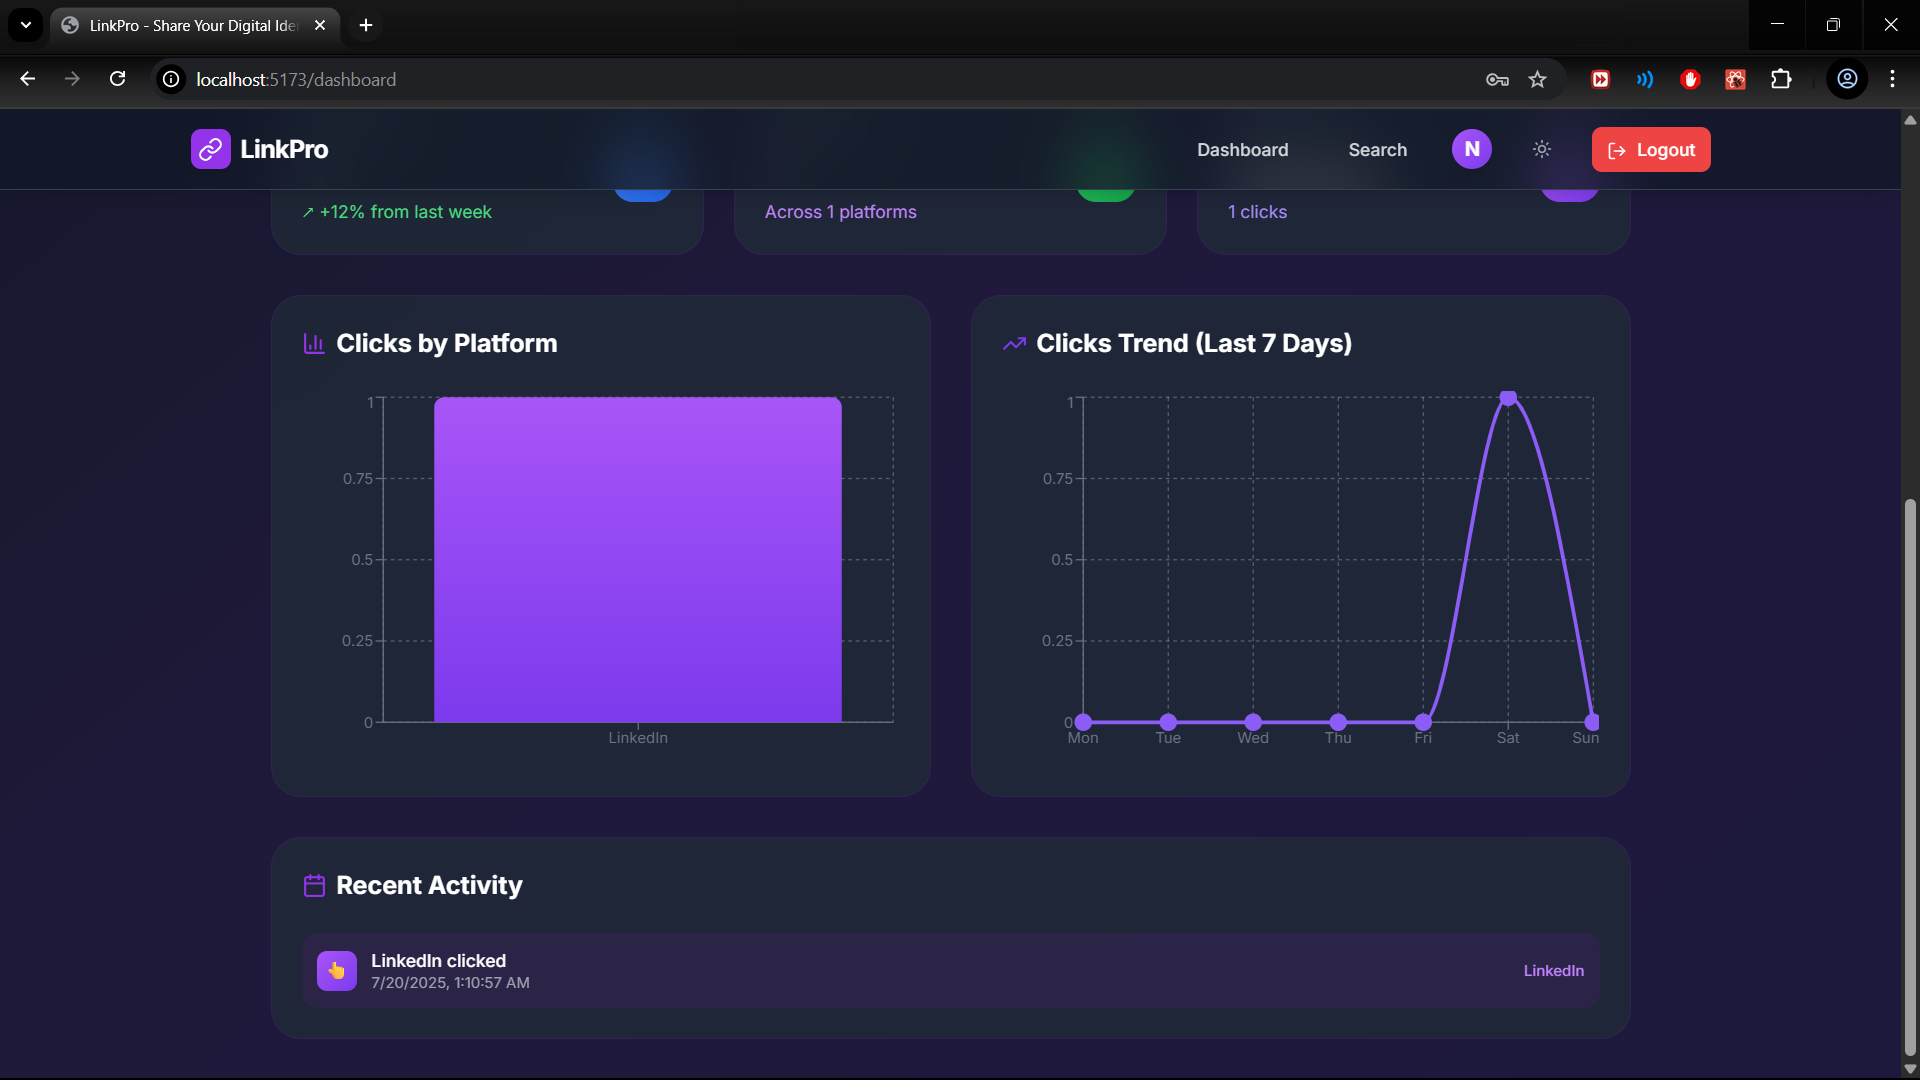 LinkPro - Share Your Digital Ide
localhost:5173/dashboard
LinkPro
Dashboard
Search
N
Logout
↗ +12% from last week
Across 1 platforms
1 clicks
Clicks by Platform
1
0.75
0.5
0.25
0
LinkedIn
Clicks Trend (Last 7 Days)
1
0.75
0.5
0.25
0
Mon Tue Wed Thu Fri Sat Sun
Recent Activity
LinkedIn clicked
7/20/2025, 1:10:57 AM
LinkedIn